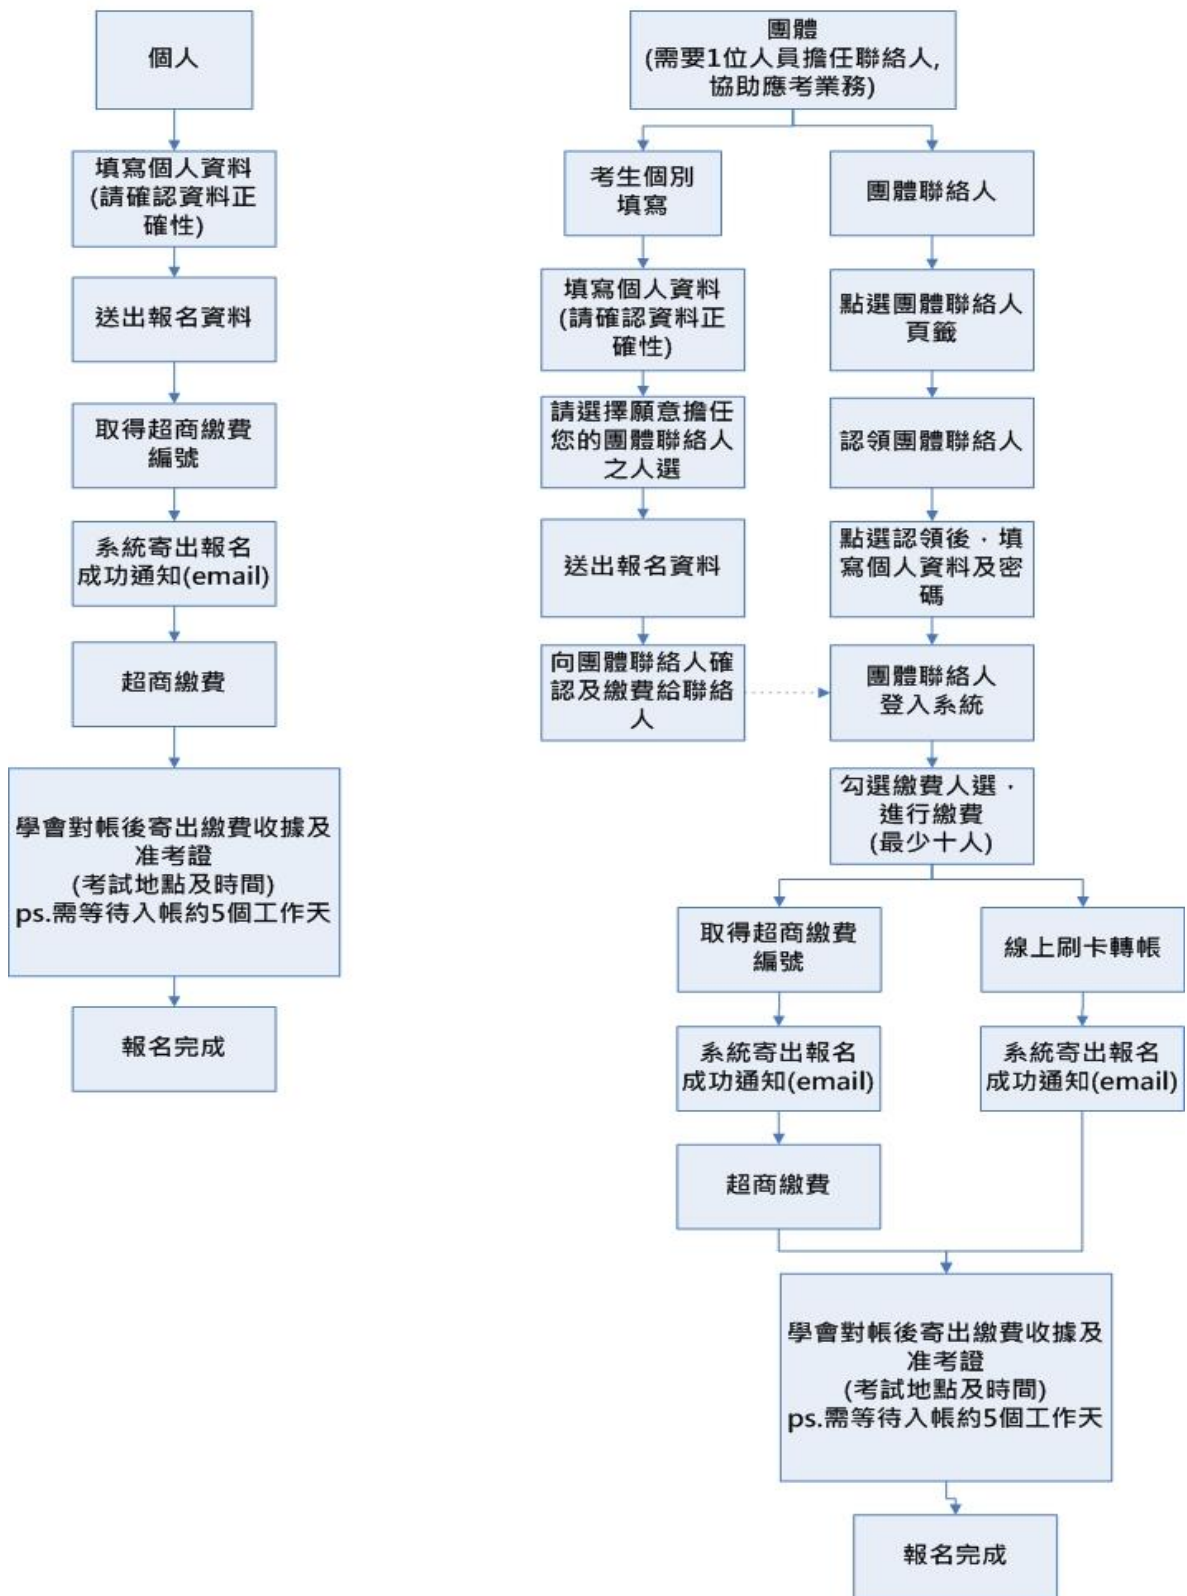 個人
填寫個人資料
(請確認資料正
確性)
送出報名資料
取得超商繳費
編號
系統寄出報名
成功通知(email)
超商繳費
學會對帳後寄出繳費收據及
准考證
(考試地點及時間)
ps.需等待入帳約5個工作天
報名完成
團體
(需要1位人員擔任聯絡人,
協助應考業務)
考生個別
填寫
填寫個人資料
(請確認資料正
確性)
請選擇願意擔任
您的團體聯絡人
之人選
送出報名資料
向團體聯絡人確
認及繳費給聯絡
人
團體聯絡人
點選團體聯絡人
頁籤
認領團體聯絡人
點選認領後，填
寫個人資料及密
碼
團體聯絡人
登入系統
勾選繳費人選，
進行繳費
(最少十人)
取得超商繳費
編號
系統寄出報名
成功通知(email)
超商繳費
線上刷卡轉帳
系統寄出報名
成功通知(email)
學會對帳後寄出繳費收據及
准考證
(考試地點及時間)
ps.需等待入帳約5個工作天
報名完成